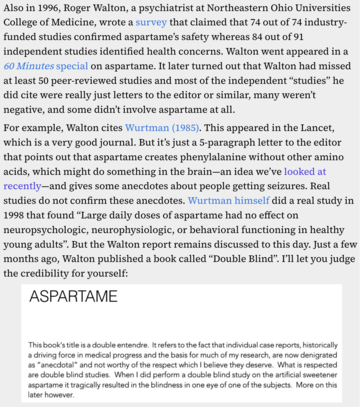 Also in 1996, Roger Walton, a psychiatrist at Northeastern Ohio Universities
College of Medicine, wrote a survey that claimed that 74 out of 74 industry-
funded studies confirmed aspartame’s safety whereas 84 out of 91
independent studies identified health concerns. Walton went appeared in a
60 Minutes special on aspartame. It later turned out that Walton had missed
at least 50 peer-reviewed studies and most of the independent “studies” he
did cite were really just letters to the editor or similar, many weren’t
negative, and some didn’t involve aspartame at all.
For example, Walton cites Wurtman (1985). This appeared in the Lancet,
which is a very good journal. But it’s just a 5-paragraph letter to the editor
that points out that aspartame creates phenylalanine without other amino
acids, which might do something in the brain—an idea we’ve looked at
recently—and gives some anecdotes about people getting seizures. Real
studies do not confirm these anecdotes. Wurtman himself did a real study in
1998 that found “Large daily doses of aspartame had no effect on
neuropsychologic, neurophysiologic, or behavioral functioning in healthy
young adults”. But the Walton report remains discussed to this day. Just a few
months ago, Walton published a book called “Double Blind”. I’ll let you judge
the credibility for yourself:
ASPARTAME
This book's title is a double entendre. It refers to the fact that individual case reports, historically
a driving force in medical progress and the basis for much of my research, are now denigrated
as "anecdotal" and not worthy of the respect which I believe they deserve. What is respected
are double blind studies. When I did perform a double blind study on the artificial sweetener
aspartame it tragically resulted in the blindness in one eye of one of the subjects. More on this
later however.